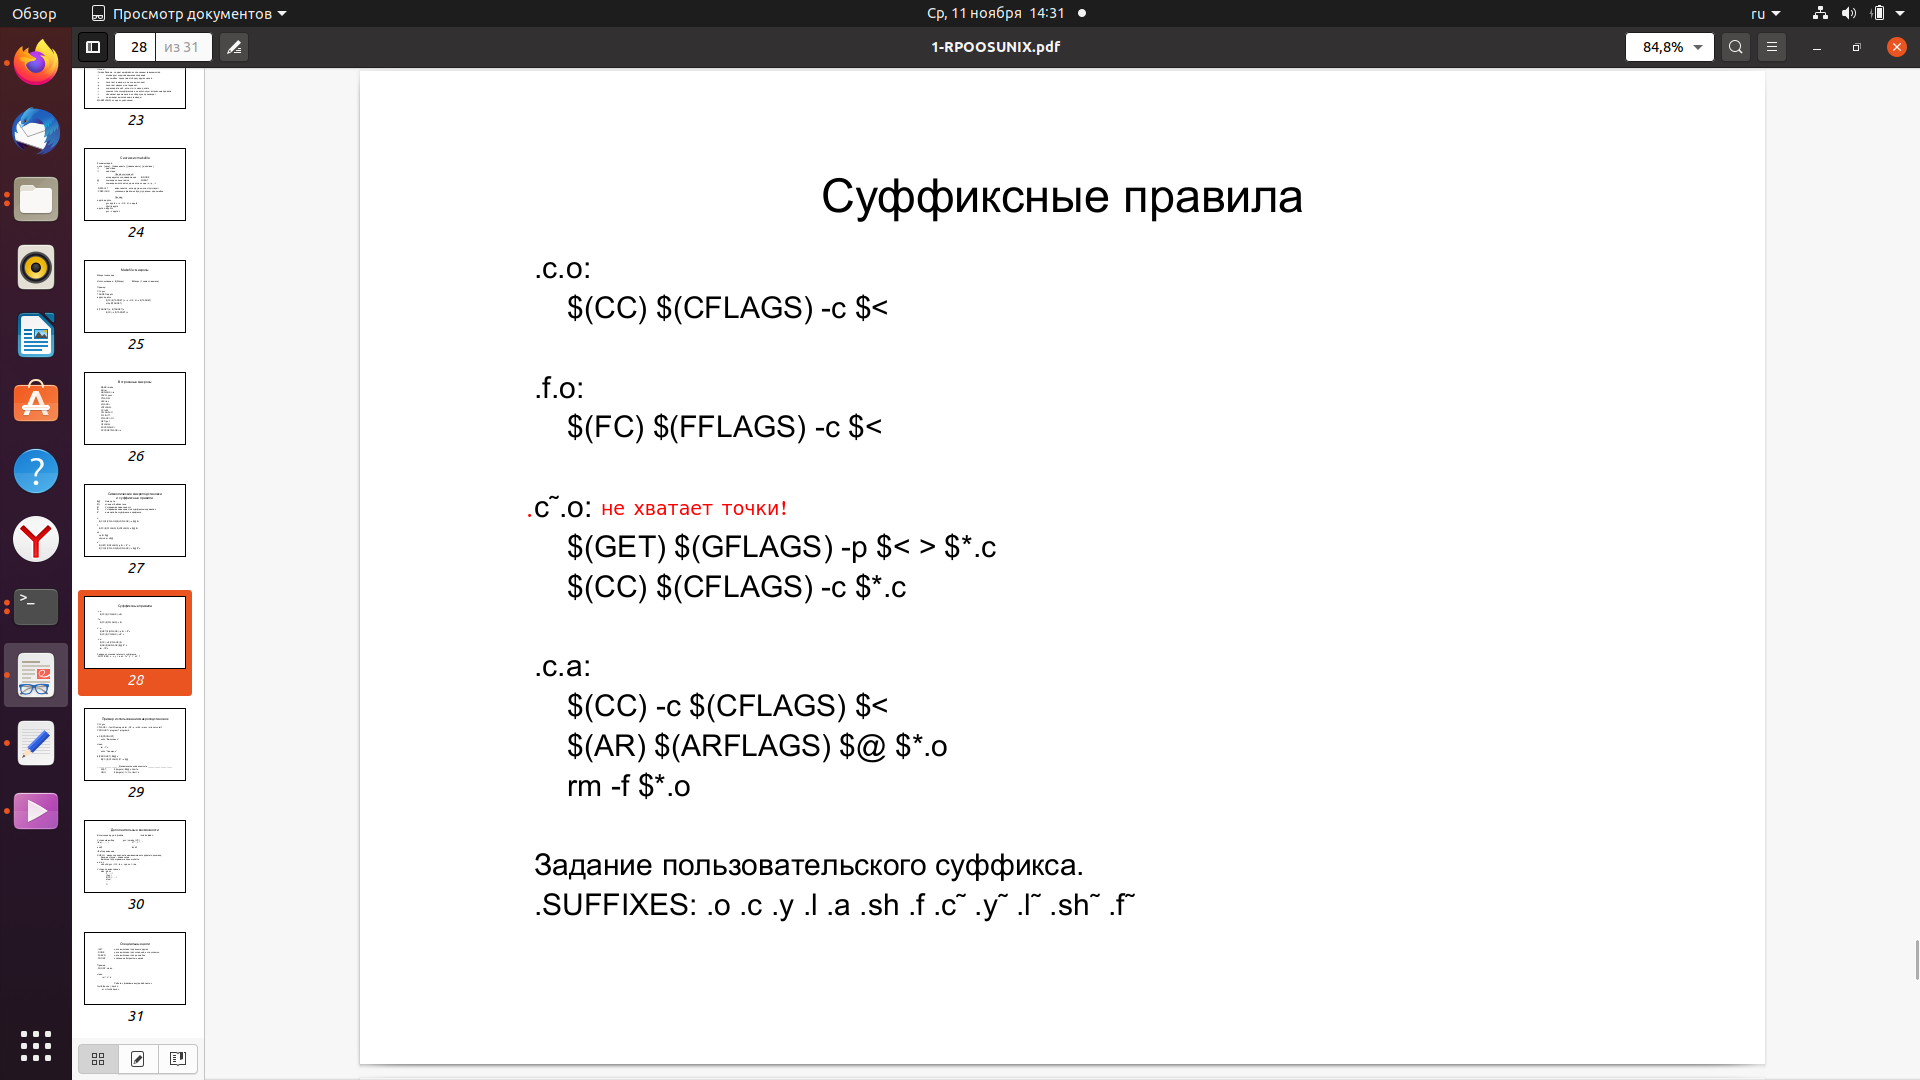 Обзор
Просмотр документов
Ср, 11 ноября 14:31
ru
28 из 31
1-RPOOSUNIX.pdf
84,8%
23
24
25
26
27
28
29
30
31
Суффиксные правила
.c.o:
$(CC) $(CFLAGS) -c $<
.f.o:
$(FC) $(FFLAGS) -c $<
.c˜.o: не хватает точки!
$(GET) $(GFLAGS) -p $< > $*.c
$(CC) $(CFLAGS) -c $*.c
.c.a:
$(CC) -c $(CFLAGS) $<
$(AR) $(ARFLAGS) $@ $*.o
rm -f $*.o
Задание пользовательского суффикса.
.SUFFIXES: .o .c .y .l .a .sh .f .c˜ .y˜ .l˜ .sh˜ .f˜